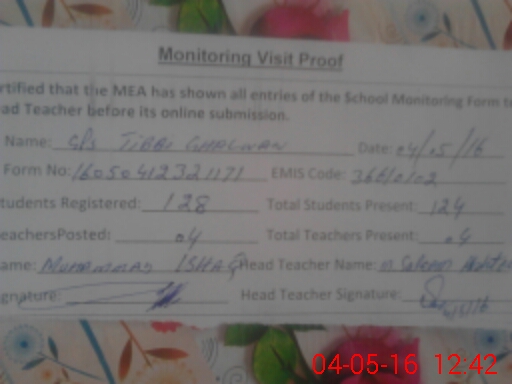 Monitoring Visit Proof
rtified that the MEA has shown all entries of the School Monitoring Form to
ad Teacher before its online submission.
Name: GPS TIBBI GHALWAN Date: 04/05/16
Form No: 16050412321171 EMIS Code:
tudents Registered: 128 Total Students Present: 124
eachersPosted: 04 Total Teachers Present: 04
ame: MUHAMMAD ISHAQ Head Teacher Name: M Saleem
gnature: Head Teacher Signature:
04-05-16 12:42